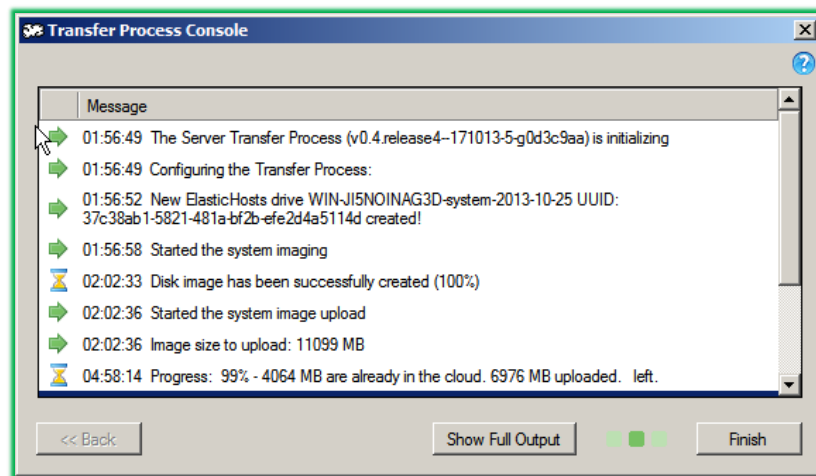 Transfer Process Console
Message
01:56:49 The Server Transfer Process (v0.4.release4--171013-5-g0d3c9aa) is initializing
01:56:49 Configuring the Transfer Process:
01:56:52 New ElasticHosts drive WIN-JI5NOINAG3D-system-2013-10-25 UUID:
37c38ab1-5821-481a-bf2b-efe2d4a5114d created!
01:56:58 Started the system imaging
02:02:33 Disk image has been successfully created (100%)
02:02:36 Started the system image upload
02:02:36 Image size to upload: 11099 MB
04:58:14 Progress: 99% - 4064 MB are already in the cloud. 6976 MB uploaded. left.
<< Back
Show Full Output
Finish